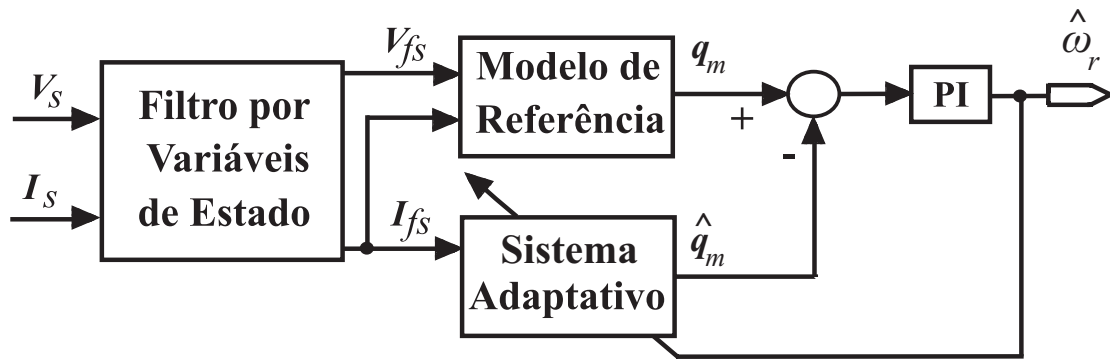 V_s
I_s
Filtro por
Variáveis
de Estado
V_fs
I_fs
Modelo de
Referência
Sistema
Adaptativo
q_m
q̂_m
+
-
PI
ω̂_r